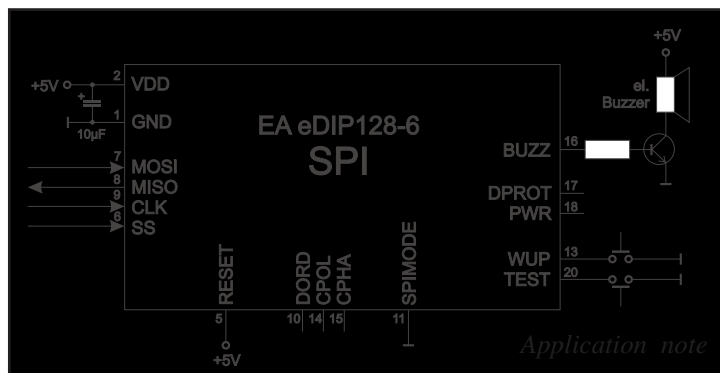 +5V
+5V
2
VDD
+
1
GND
10µF
EA eDIP128-6
SPI
el.
Buzzer
BUZZ
16
7
MOSI
8
MISO
9
CLK
6
SS
DPROT
17
PWR
18
WUP
13
TEST
20
RESET
DORD
CPOL
CPHA
SPIMODE
5
10
14
15
11
+5V
Application note